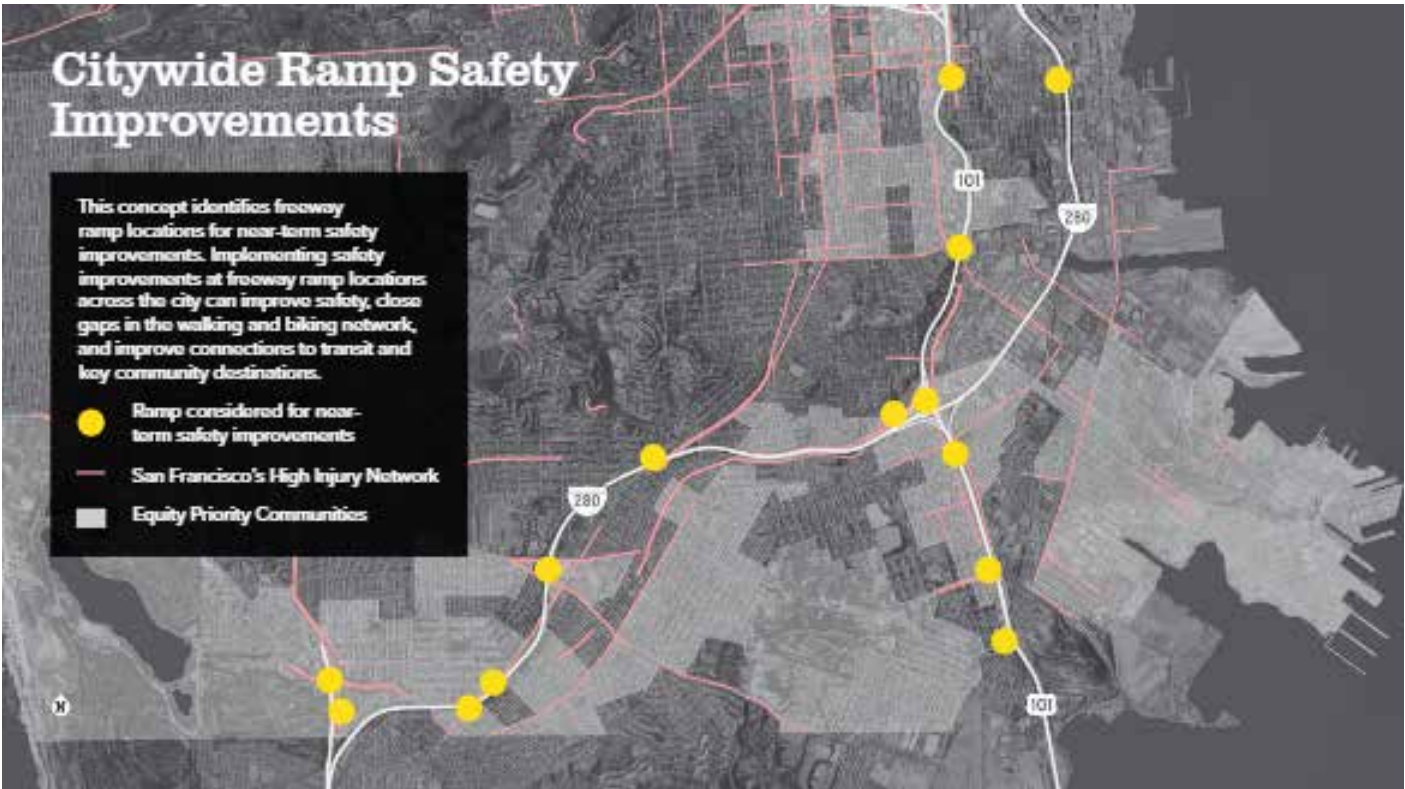 Citywide Ramp Safety
Improvements
This concept identifies freeway
ramp locations for near-term safety
improvements. Implementing safety
improvements at freeway ramp locations
across the city can improve safety, close
gaps in the walking and biking network,
and improve connections to transit and
key community destinations.
Ramp considered for near-
term safety improvements
San Francisco's High Injury Network
Equity Priority Communities
101
280
280
101
N